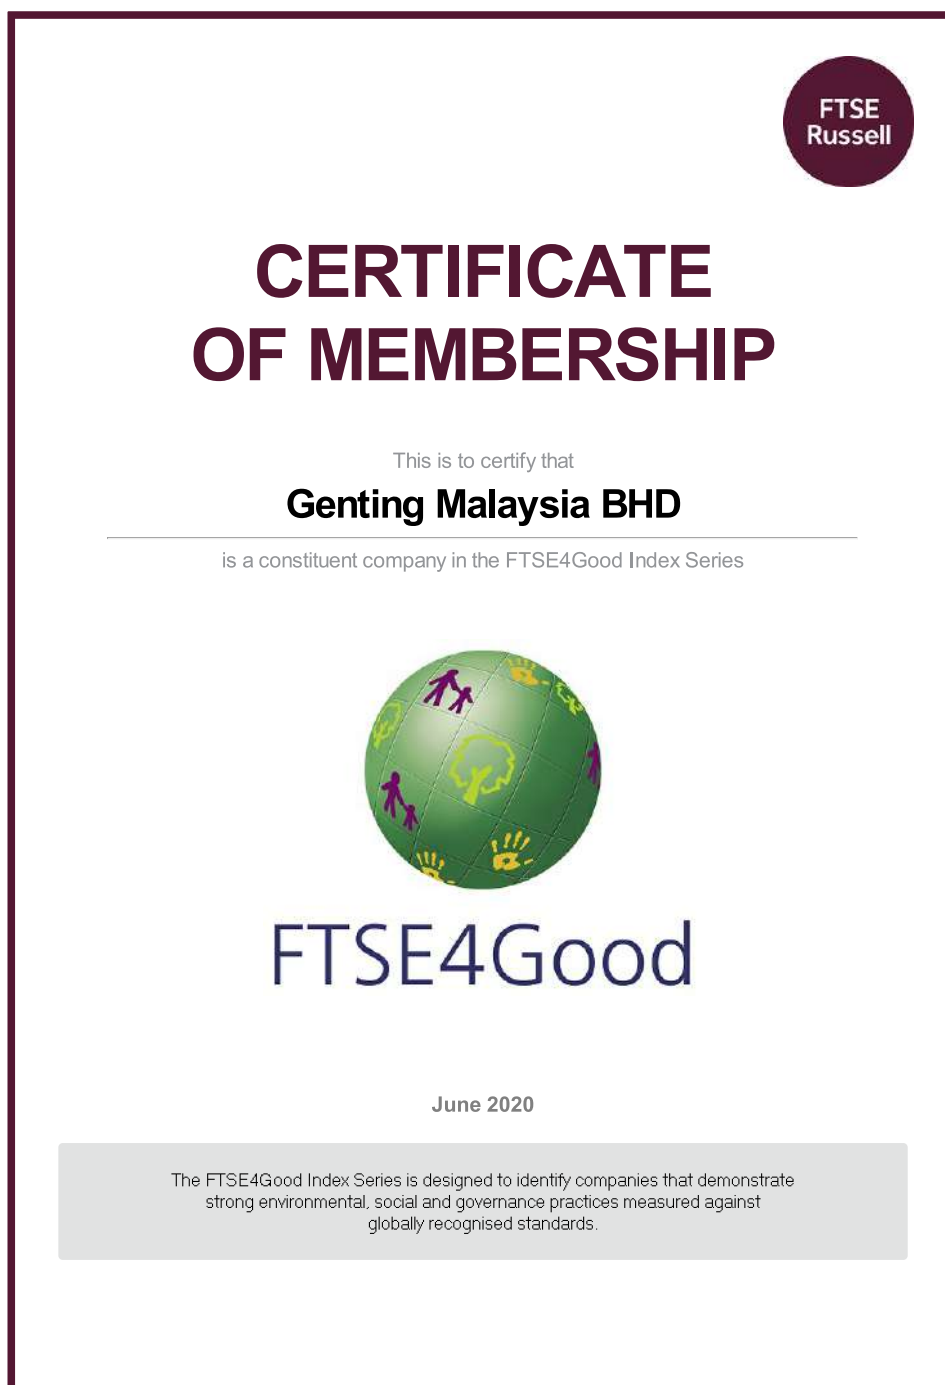 FTSE
Russell
CERTIFICATE
OF MEMBERSHIP
This is to certify that
Genting Malaysia BHD
is a constituent company in the FTSE4Good Index Series
FTSE4Good
June 2020
The FTSE4Good Index Series is designed to identify companies that demonstrate
strong environmental, social and governance practices measured against
globally recognised standards.